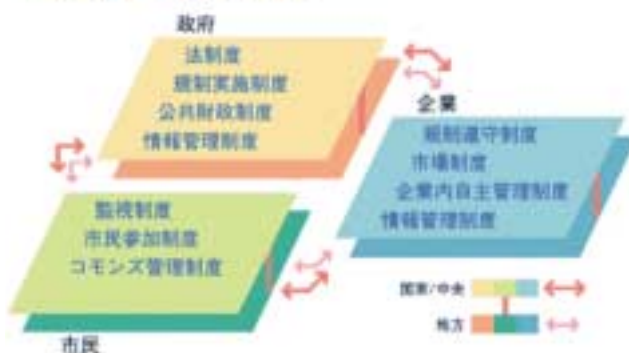 政府
法制度
規制実施制度
公共財政制度
情報管理制度
企業
規制遵守制度
市場制度
企業内自主管理制度
情報管理制度
監視制度
市民参加制度
コモンズ管理制度
市民
国家/中央
地方